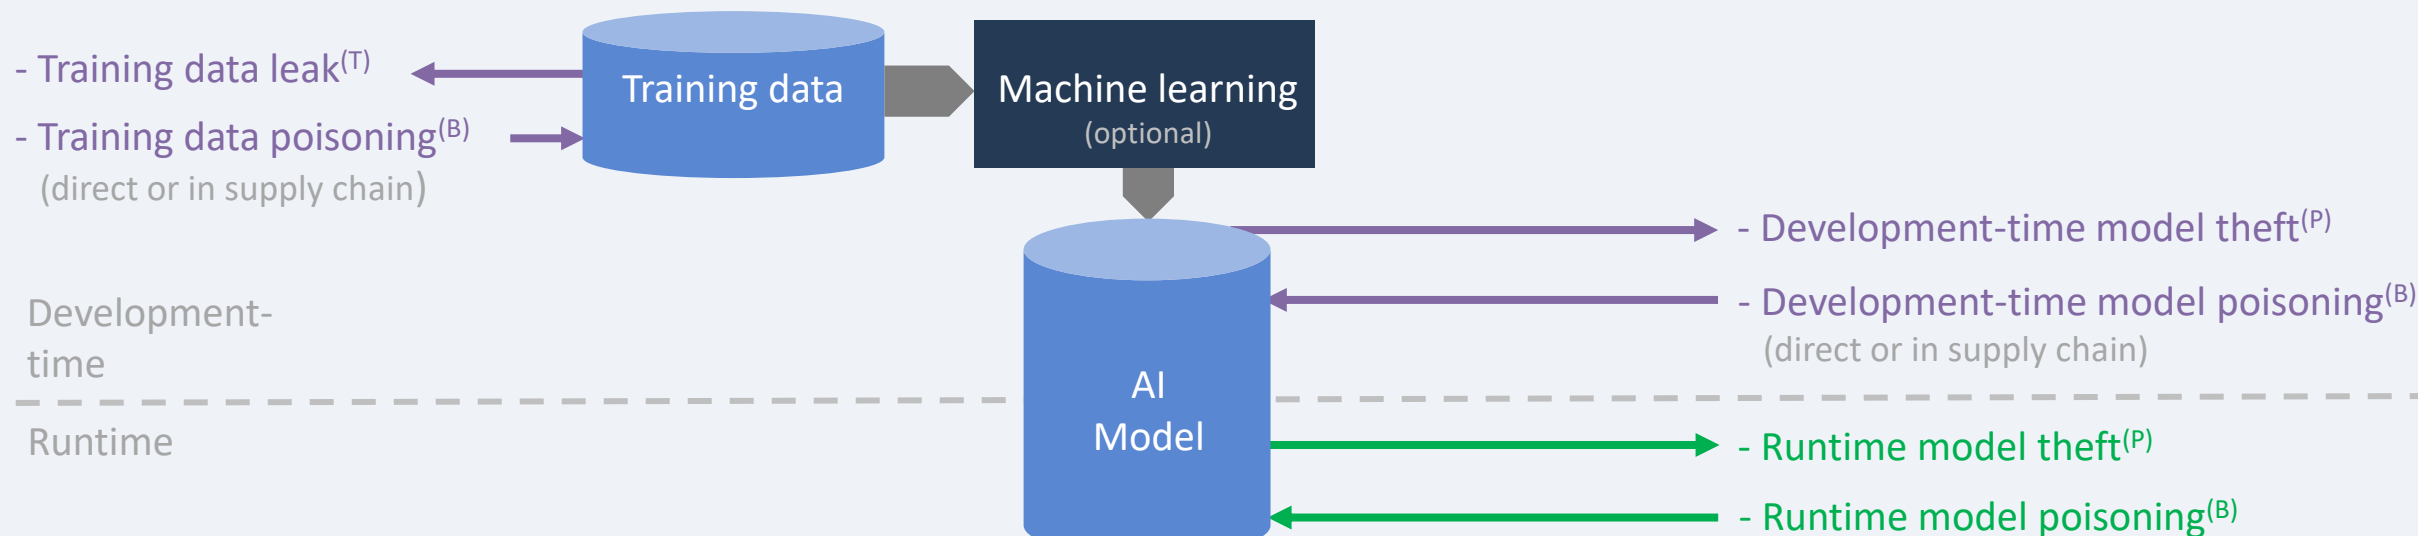 - Training data leak(T)
- Training data poisoning(B)
(direct or in supply chain)
Training data
Machine learning
(optional)
- Development-time model theft(P)
- Development-time model poisoning(B)
(direct or in supply chain)
Development-
time
AI
Model
Runtime
- Runtime model theft(P)
- Runtime model poisoning(B)